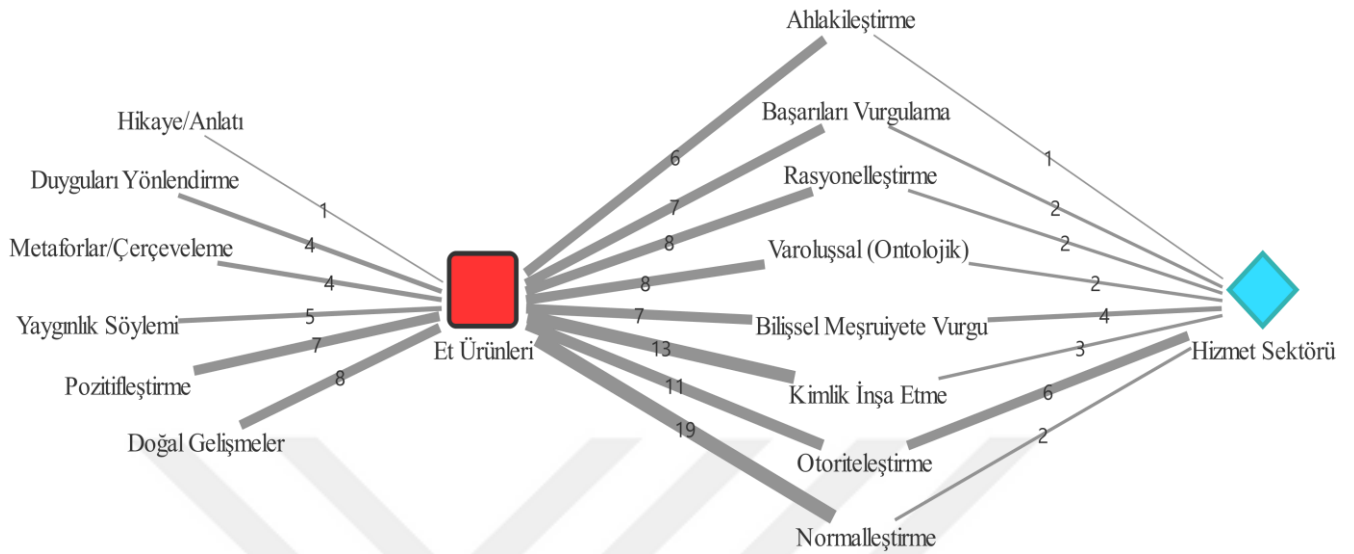 Ahlakileştirme
Hikaye/Anlatı
Başarıları Vurgulama
6
1
Duyguları Yönlendirme
Rasyonelleştirme
1
7
2
4
8
2
Metaforlar/Çerçeveleme
Varoluşsal (Ontolojik)
4
8
2
Yaygınlık Söylemi
5
7
Bilişsel Meşruiyete Vurgu
4
Et Ürünleri
13
3
Hizmet Sektörü
7
Pozitifleştirme
8
11
Kimlik İnşa Etme
6
19
2
Doğal Gelişmeler
Otoriteleştirme
Normalleştirme